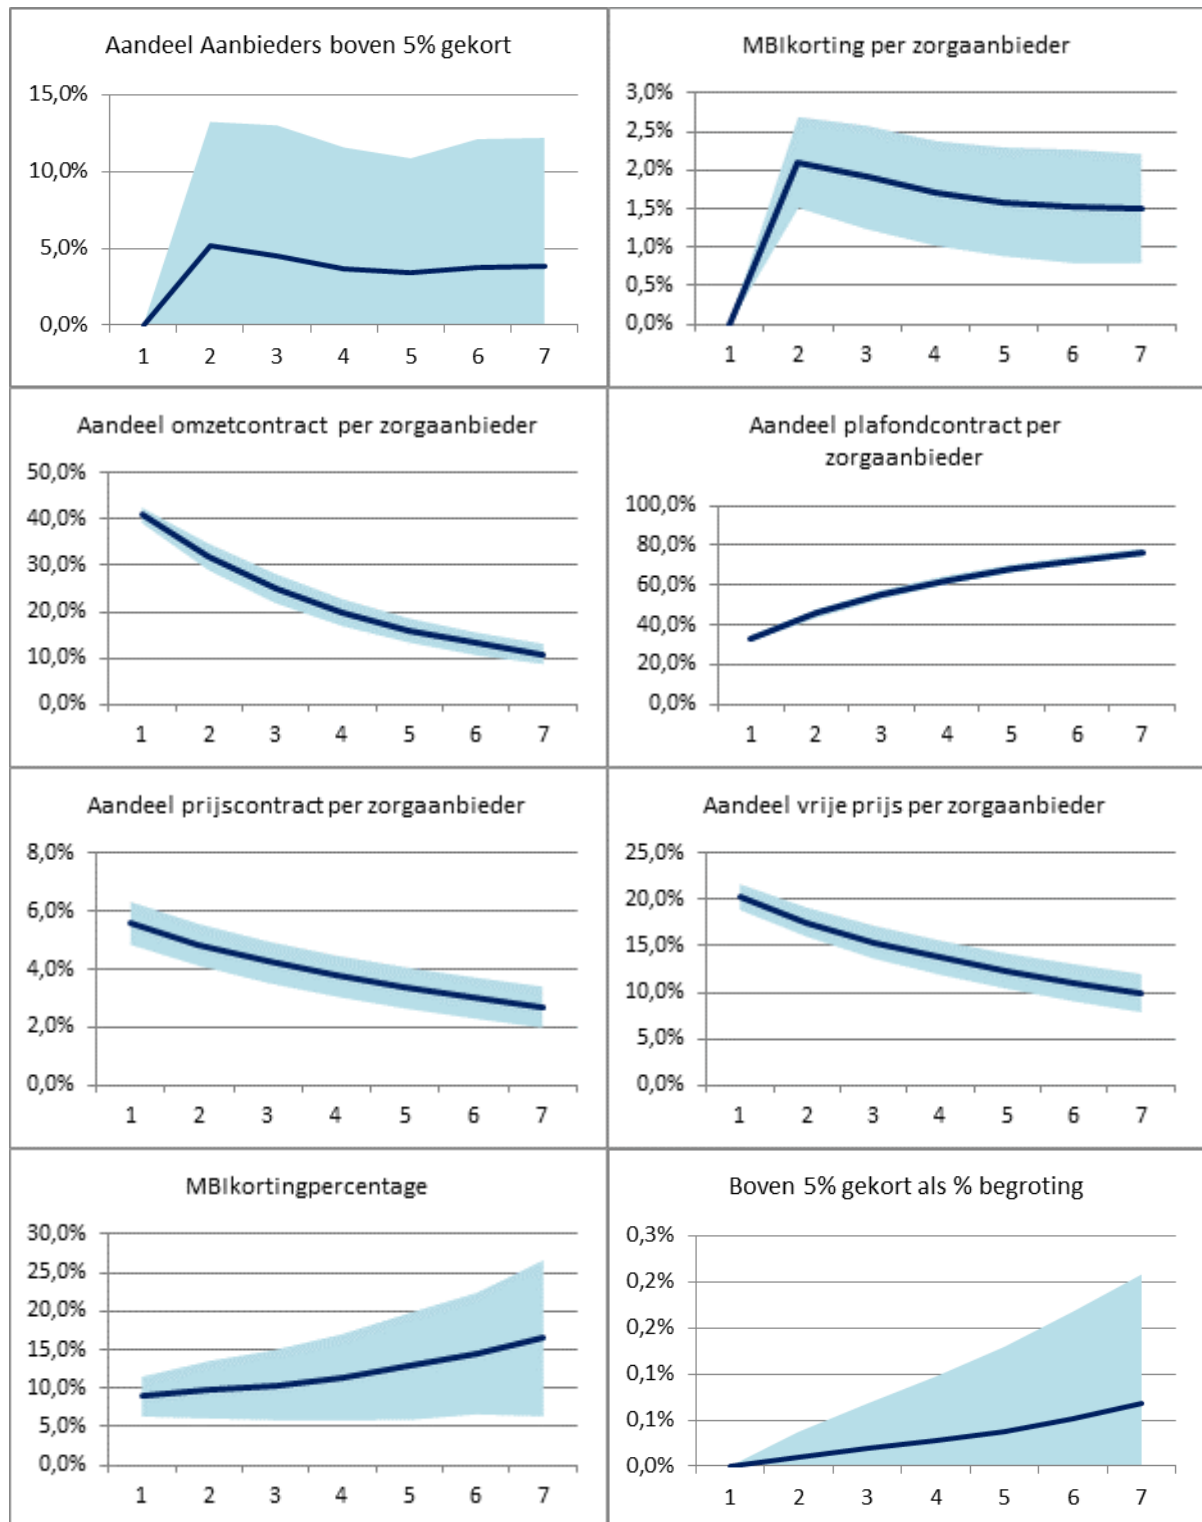 Aandeel Aanbieders boven 5% gekort
15,0%
10,0%
5,0%
0,0%
1 2 3 4 5 6 7
MBIkorting per zorgaanbieder
3,0%
2,5%
2,0%
1,5%
1,0%
0,5%
0,0%
1 2 3 4 5 6 7
Aandeel omzetcontract per zorgaanbieder
50,0%
40,0%
30,0%
20,0%
10,0%
0,0%
1 2 3 4 5 6 7
Aandeel plafondcontract per
zorgaanbieder
100,0%
80,0%
60,0%
40,0%
20,0%
0,0%
1 2 3 4 5 6 7
Aandeel prijscontract per zorgaanbieder
8,0%
6,0%
4,0%
2,0%
0,0%
1 2 3 4 5 6 7
Aandeel vrije prijs per zorgaanbieder
25,0%
20,0%
15,0%
10,0%
5,0%
0,0%
1 2 3 4 5 6 7
MBIkortingpercentage
30,0%
25,0%
20,0%
15,0%
10,0%
5,0%
0,0%
1 2 3 4 5 6 7
Boven 5% gekort als % begroting
0,3%
0,2%
0,2%
0,1%
0,1%
0,0%
1 2 3 4 5 6 7